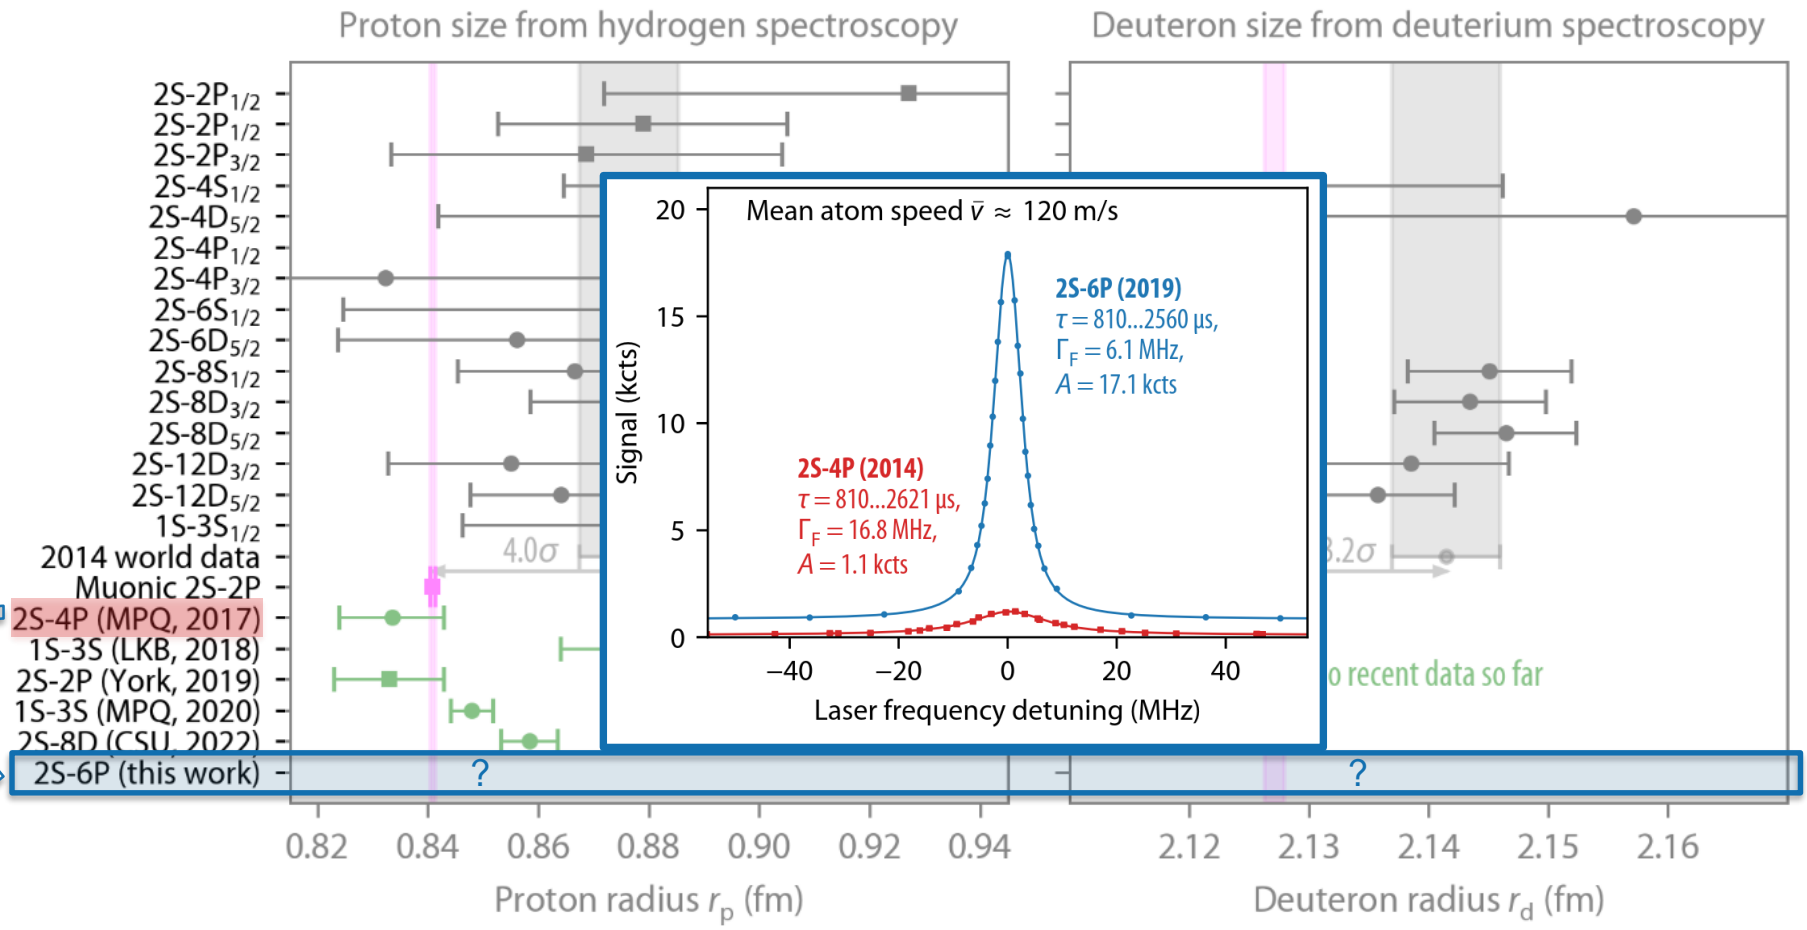 Proton size from hydrogen spectroscopy
Deuteron size from deuterium spectroscopy
2S-2P1/2
2S-2P1/2
2S-2P3/2
2S-4S1/2
2S-4D5/2
2S-4P1/2
2S-4P3/2
2S-6S1/2
2S-6D5/2
2S-8S1/2
2S-8D3/2
2S-8D5/2
2S-12D3/2
2S-12D5/2
1S-3S1/2
2014 world data
Muonic 2S-2P
2S-4P (MPQ, 2017)
1S-3S (LKB, 2018)
2S-2P (York, 2019)
1S-3S (MPQ, 2020)
2S-8D (CSU, 2022)
2S-6P (this work)
4.0σ
?
0.82 0.84 0.86 0.88 0.90 0.92 0.94
Proton radius rp (fm)
Mean atom speed v̄ ≈ 120 m/s
2S-6P (2019)
τ = 810...2560 µs,
ΓF = 6.1 MHz,
A = 17.1 kcts
2S-4P (2014)
τ = 810...2621 µs,
ΓF = 16.8 MHz,
A = 1.1 kcts
Signal (kcts)
20
15
10
5
0
−40 −20 0 20 40
Laser frequency detuning (MHz)
.2σ
o recent data so far
?
2.12 2.13 2.14 2.15 2.16
Deuteron radius rd (fm)